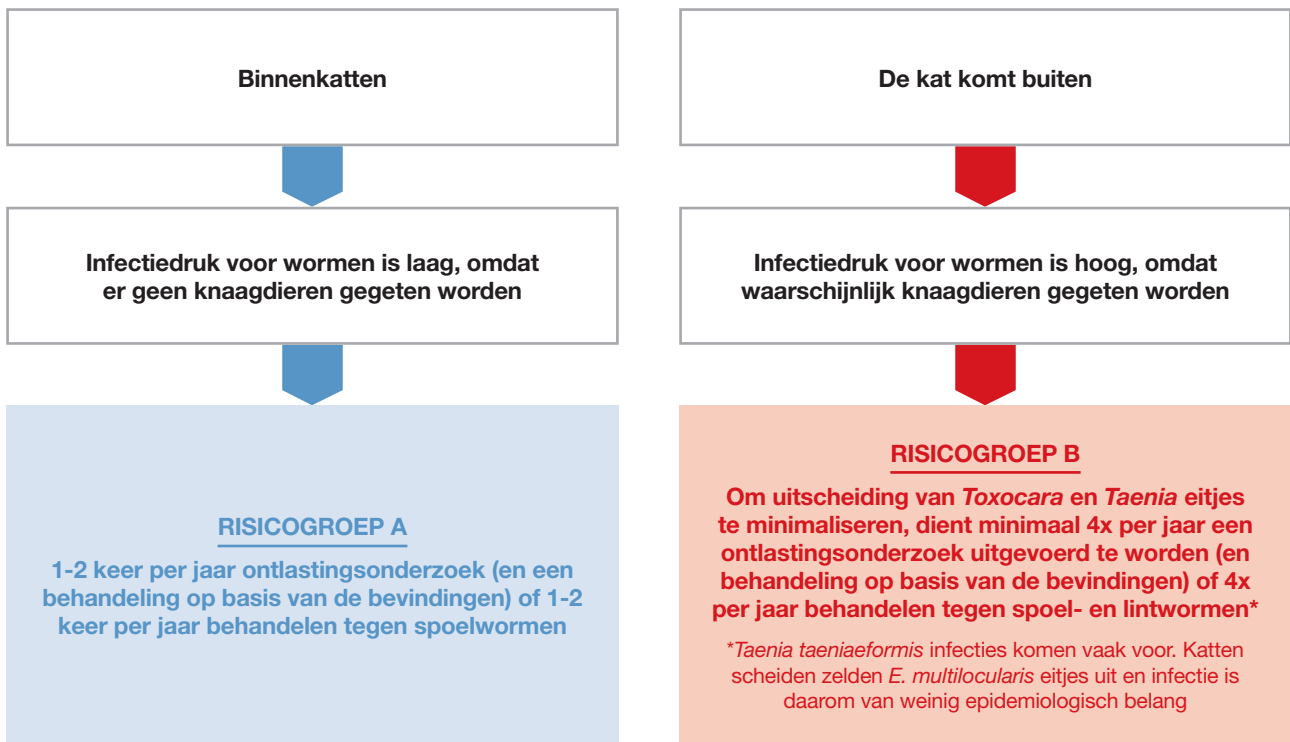 Binnenkatten
Infectiedruk voor wormen is laag, omdat
er geen knaagdieren gegeten worden
RISICOGROEP A
1-2 keer per jaar ontlastingsonderzoek (en een
behandeling op basis van de bevindingen) of 1-2
keer per jaar behandelen tegen spoelwormen
De kat komt buiten
Infectiedruk voor wormen is hoog, omdat
waarschijnlijk knaagdieren gegeten worden
RISICOGROEP B
Om uitscheiding van Toxocara en Taenia eitjes
te minimaliseren, dient minimaal 4x per jaar een
ontlastingsonderzoek uitgevoerd te worden (en
behandeling op basis van de bevindingen) of 4x
per jaar behandelen tegen spoel- en lintwormen*
*Taenia taeniaeformis infecties komen vaak voor. Katten
scheiden zelden E. multilocularis eitjes uit en infectie is
daarom van weinig epidemiologisch belang